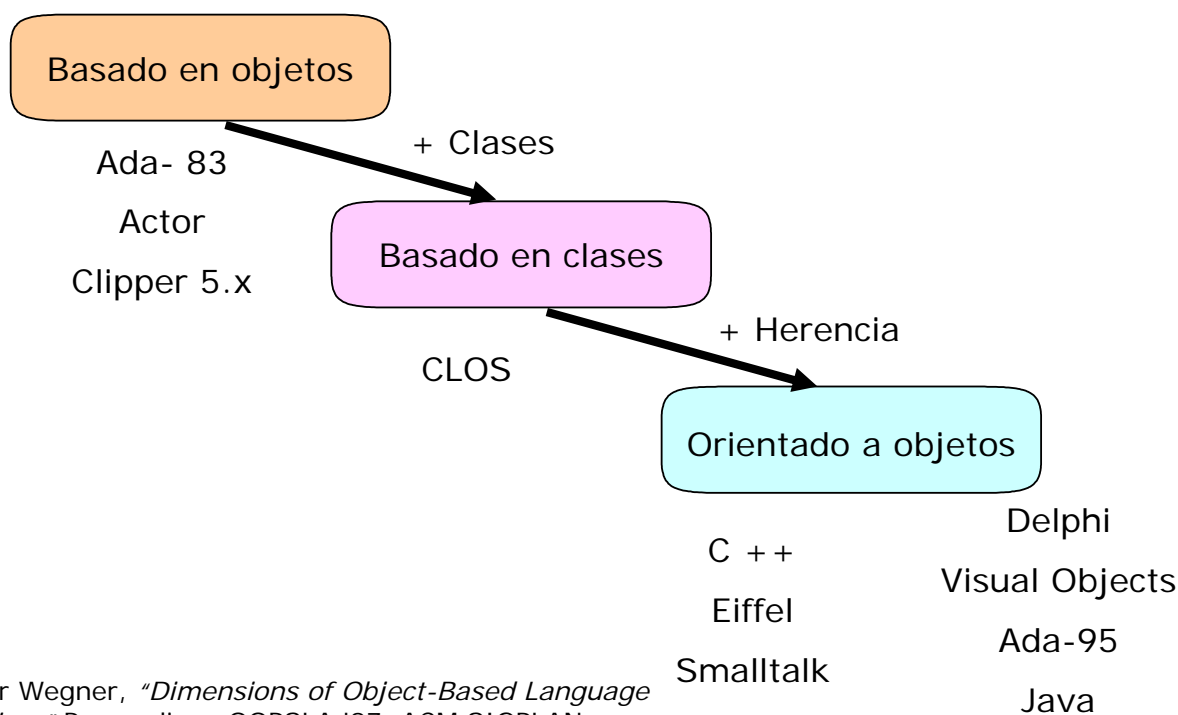 Basado en objetos
+ Clases
Ada- 83
Actor
Clipper 5.x
Basado en clases
+ Herencia
CLOS
Orientado a objetos
C ++
Eiffel
Smalltalk
Delphi
Visual Objects
Ada-95
Java
r Wegner, "Dimensions of Object-Based Language